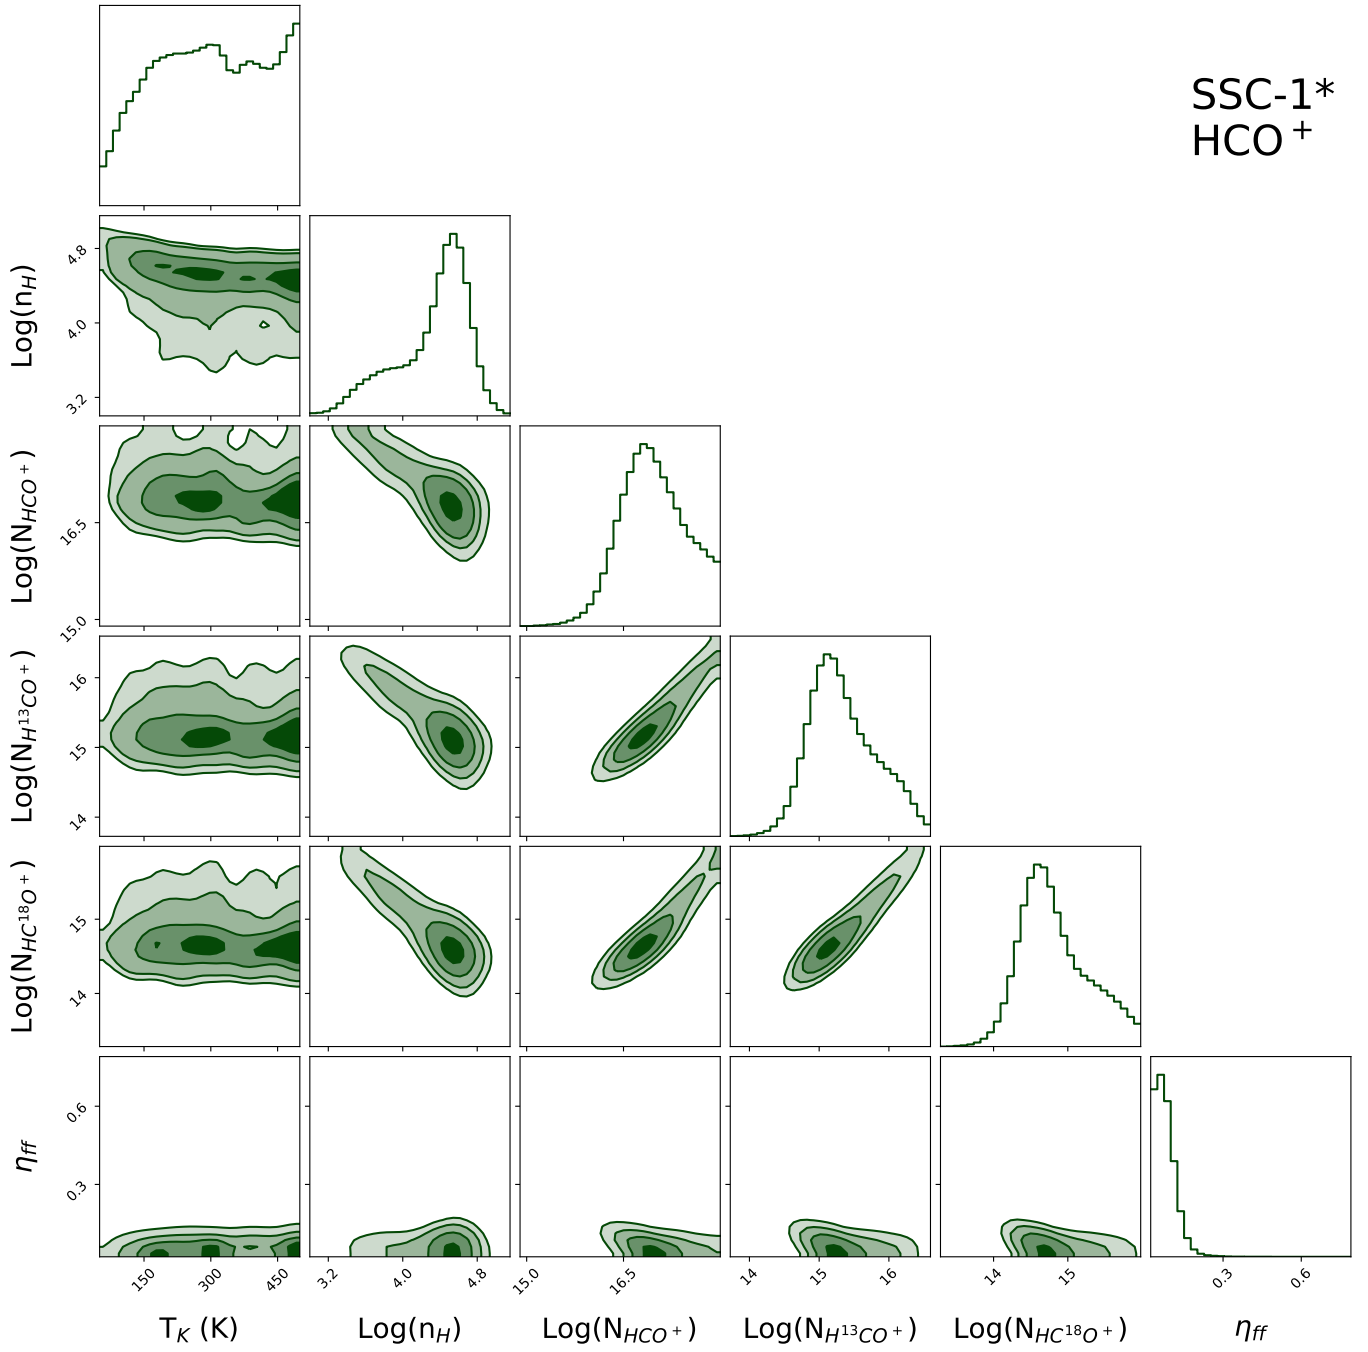 SSC-1*
HCO⁺
Log(n_H)
4.8
4.0
3.2
Log(N_HCO⁺)
16.5
15.0
Log(N_H¹³CO⁺)
16
15
14
Log(N_HC¹⁸O⁺)
15
14
η_ff
0.6
0.3
150 300 450 3.2 4.0 4.8 15.0 16.5 14 15 16 14 15 0.3 0.6
T_K (K) Log(n_H) Log(N_HCO⁺) Log(N_H¹³CO⁺) Log(N_HC¹⁸O⁺) η_ff